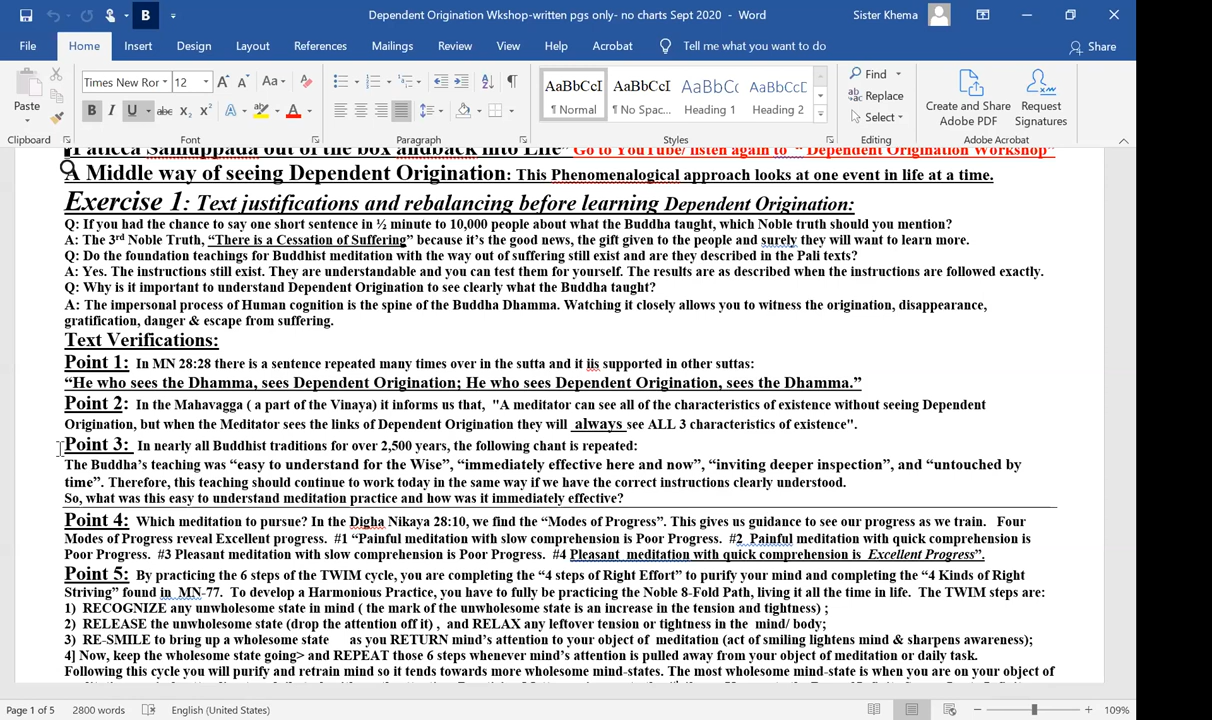 Dependent Origination Wkshop-written pgs only- no charts Sept 2020 - Word
Sister Khema
B
File Home Insert Design Layout References Mailings Review View Help Acrobat Tell me what you want to do Share
Paste
Times New Ror 12 A A Aa A
B I U abc x₂ x² A A
AaBbCcI AaBbCcI AaBbC AaBbCcI
¶ Normal ¶ No Spac... Heading 1 Heading 2
Find
Replace
Select
Create and Share Adobe PDF
Request Signatures
Clipboard Font Paragraph Styles Editing Adobe Acrobat
Paticca Samuppada out of the box andback into Life" Go to YouTube/ listen again to " Dependent Origination Workshop"
A Middle way of seeing Dependent Origination: This Phenomenalogical approach looks at one event in life at a time.
Exercise 1: Text justifications and rebalancing before learning Dependent Origination:
Q: If you had the chance to say one short sentence in ½ minute to 10,000 people about what the Buddha taught, which Noble truth should you mention?
A: The 3rd Noble Truth, "There is a Cessation of Suffering" because it's the good news, the gift given to the people and surely they will want to learn more.
Q: Do the foundation teachings for Buddhist meditation with the way out of suffering still exist and are they described in the Pali texts?
A: Yes. The instructions still exist. They are understandable and you can test them for yourself. The results are as described when the instructions are followed exactly.
Q: Why is it important to understand Dependent Origination to see clearly what the Buddha taught?
A: The impersonal process of Human cognition is the spine of the Buddha Dhamma. Watching it closely allows you to witness the origination, disappearance,
gratification, danger & escape from suffering.
Text Verifications:
Point 1: In MN 28:28 there is a sentence repeated many times over in the sutta and it iis supported in other suttas:
"He who sees the Dhamma, sees Dependent Origination; He who sees Dependent Origination, sees the Dhamma."
Point 2: In the Mahavagga ( a part of the Vinaya) it informs us that, "A meditator can see all of the characteristics of existence without seeing Dependent
Origination, but when the Meditator sees the links of Dependent Origination they will always see ALL 3 characteristics of existence".
Point 3: In nearly all Buddhist traditions for over 2,500 years, the following chant is repeated:
The Buddha's teaching was "easy to understand for the Wise", "immediately effective here and now", "inviting deeper inspection", and "untouched by
time". Therefore, this teaching should continue to work today in the same way if we have the correct instructions clearly understood.
So, what was this easy to understand meditation practice and how was it immediately effective?
Point 4: Which meditation to pursue? In the Digha Nikaya 28:10, we find the "Modes of Progress". This gives us guidance to see our progress as we train. Four
Modes of Progress reveal Excellent progress. #1 "Painful meditation with slow comprehension is Poor Progress. #2 Painful meditation with quick comprehension is
Poor Progress. #3 Pleasant meditation with slow comprehension is Poor Progress. #4 Pleasant meditation with quick comprehension is Excellent Progress".
Point 5: By practicing the 6 steps of the TWIM cycle, you are completing the "4 steps of Right Effort" to purify your mind and completing the "4 Kinds of Right
Striving" found in MN-77. To develop a Harmonious Practice, you have to fully be practicing the Noble 8-Fold Path, living it all the time in life. The TWIM steps are:
1) RECOGNIZE any unwholesome state in mind ( the mark of the unwholesome state is an increase in the tension and tightness) ;
2) RELEASE the unwholesome state (drop the attention off it) , and RELAX any leftover tension or tightness in the mind/ body;
3) RE-SMILE to bring up a wholesome state as you RETURN mind's attention to your object of meditation (act of smiling lightens mind & sharpens awareness);
4] Now, keep the wholesome state going> and REPEAT those 6 steps whenever mind's attention is pulled away from your object of meditation or daily task.
Following this cycle you will purify and retrain mind so it tends towards more wholesome mind-states. The most wholesome mind-state is when you are on your object of
Page 1 of 5 2800 words English (United States) 109%